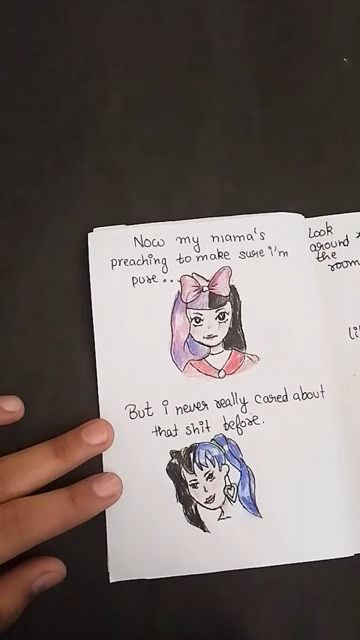 Now my mama's
preaching to make sure i'm
pure..
But i never really cared about
that shit before.
Look
around
the
room